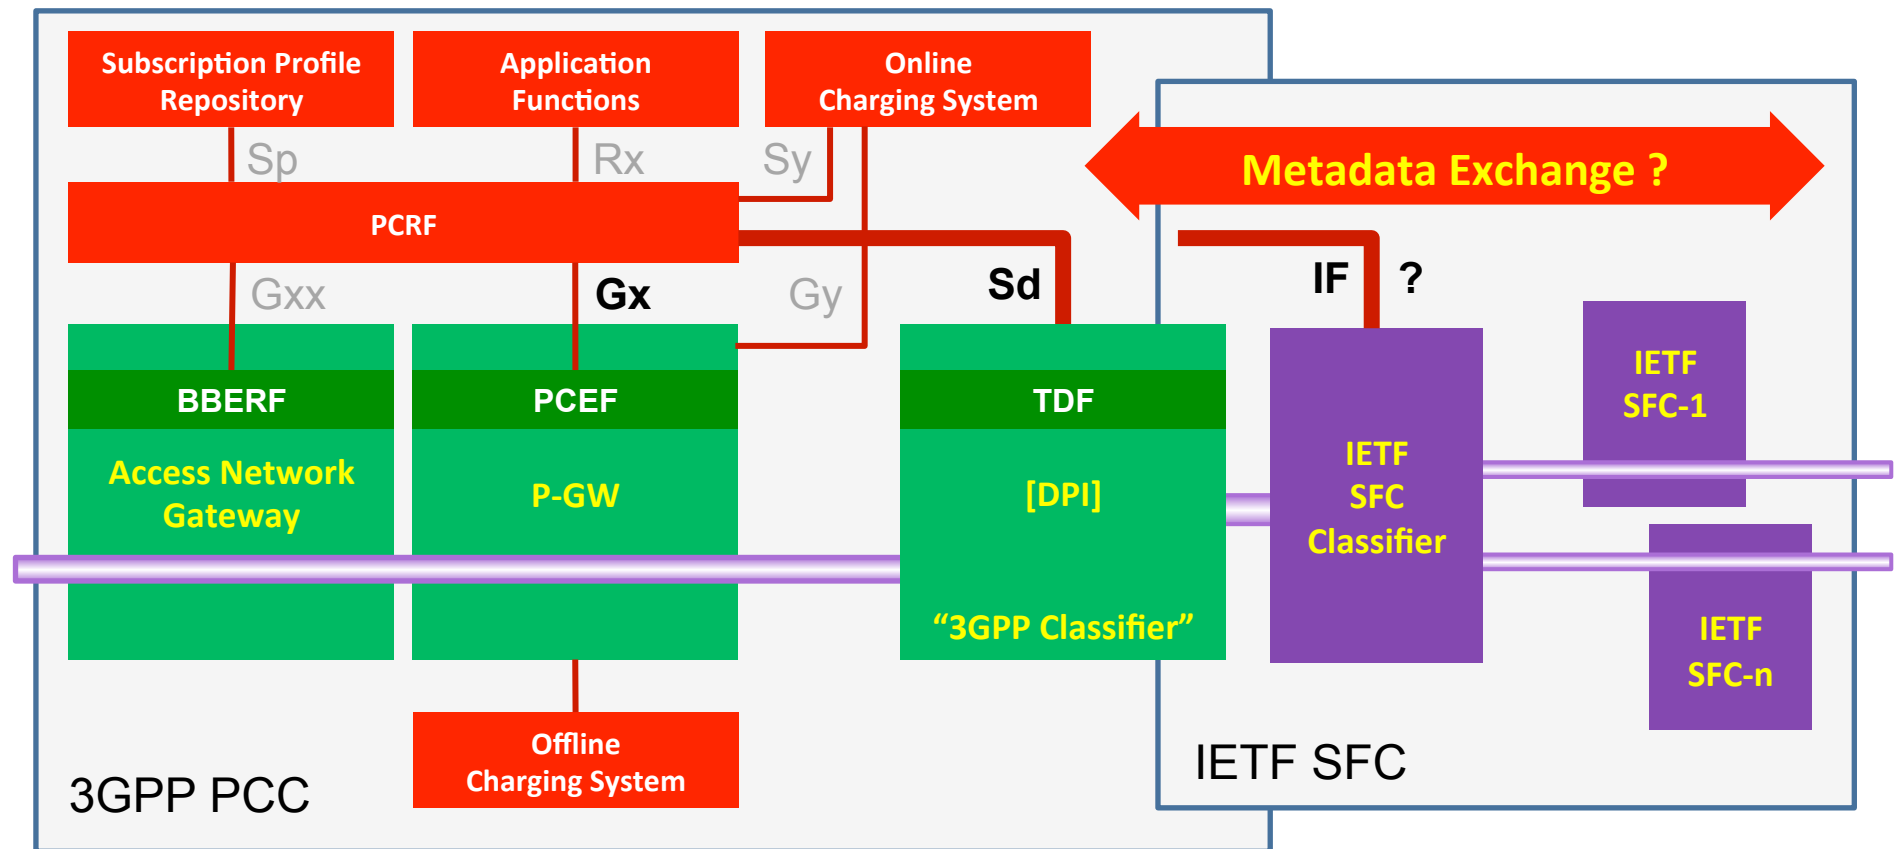 Subscription Profile
Repository
Application
Functions
Online
Charging System
Sp
Rx
Sy
Metadata Exchange ?
PCRF
Gxx
Gx
Gy
Sd
IF ?
BBERF
PCEF
TDF
Access Network
Gateway
P-GW
[DPI]
“3GPP Classifier”
IETF
SFC
Classifier
IETF
SFC-1
IETF
SFC-n
Offline
Charging System
3GPP PCC
IETF SFC